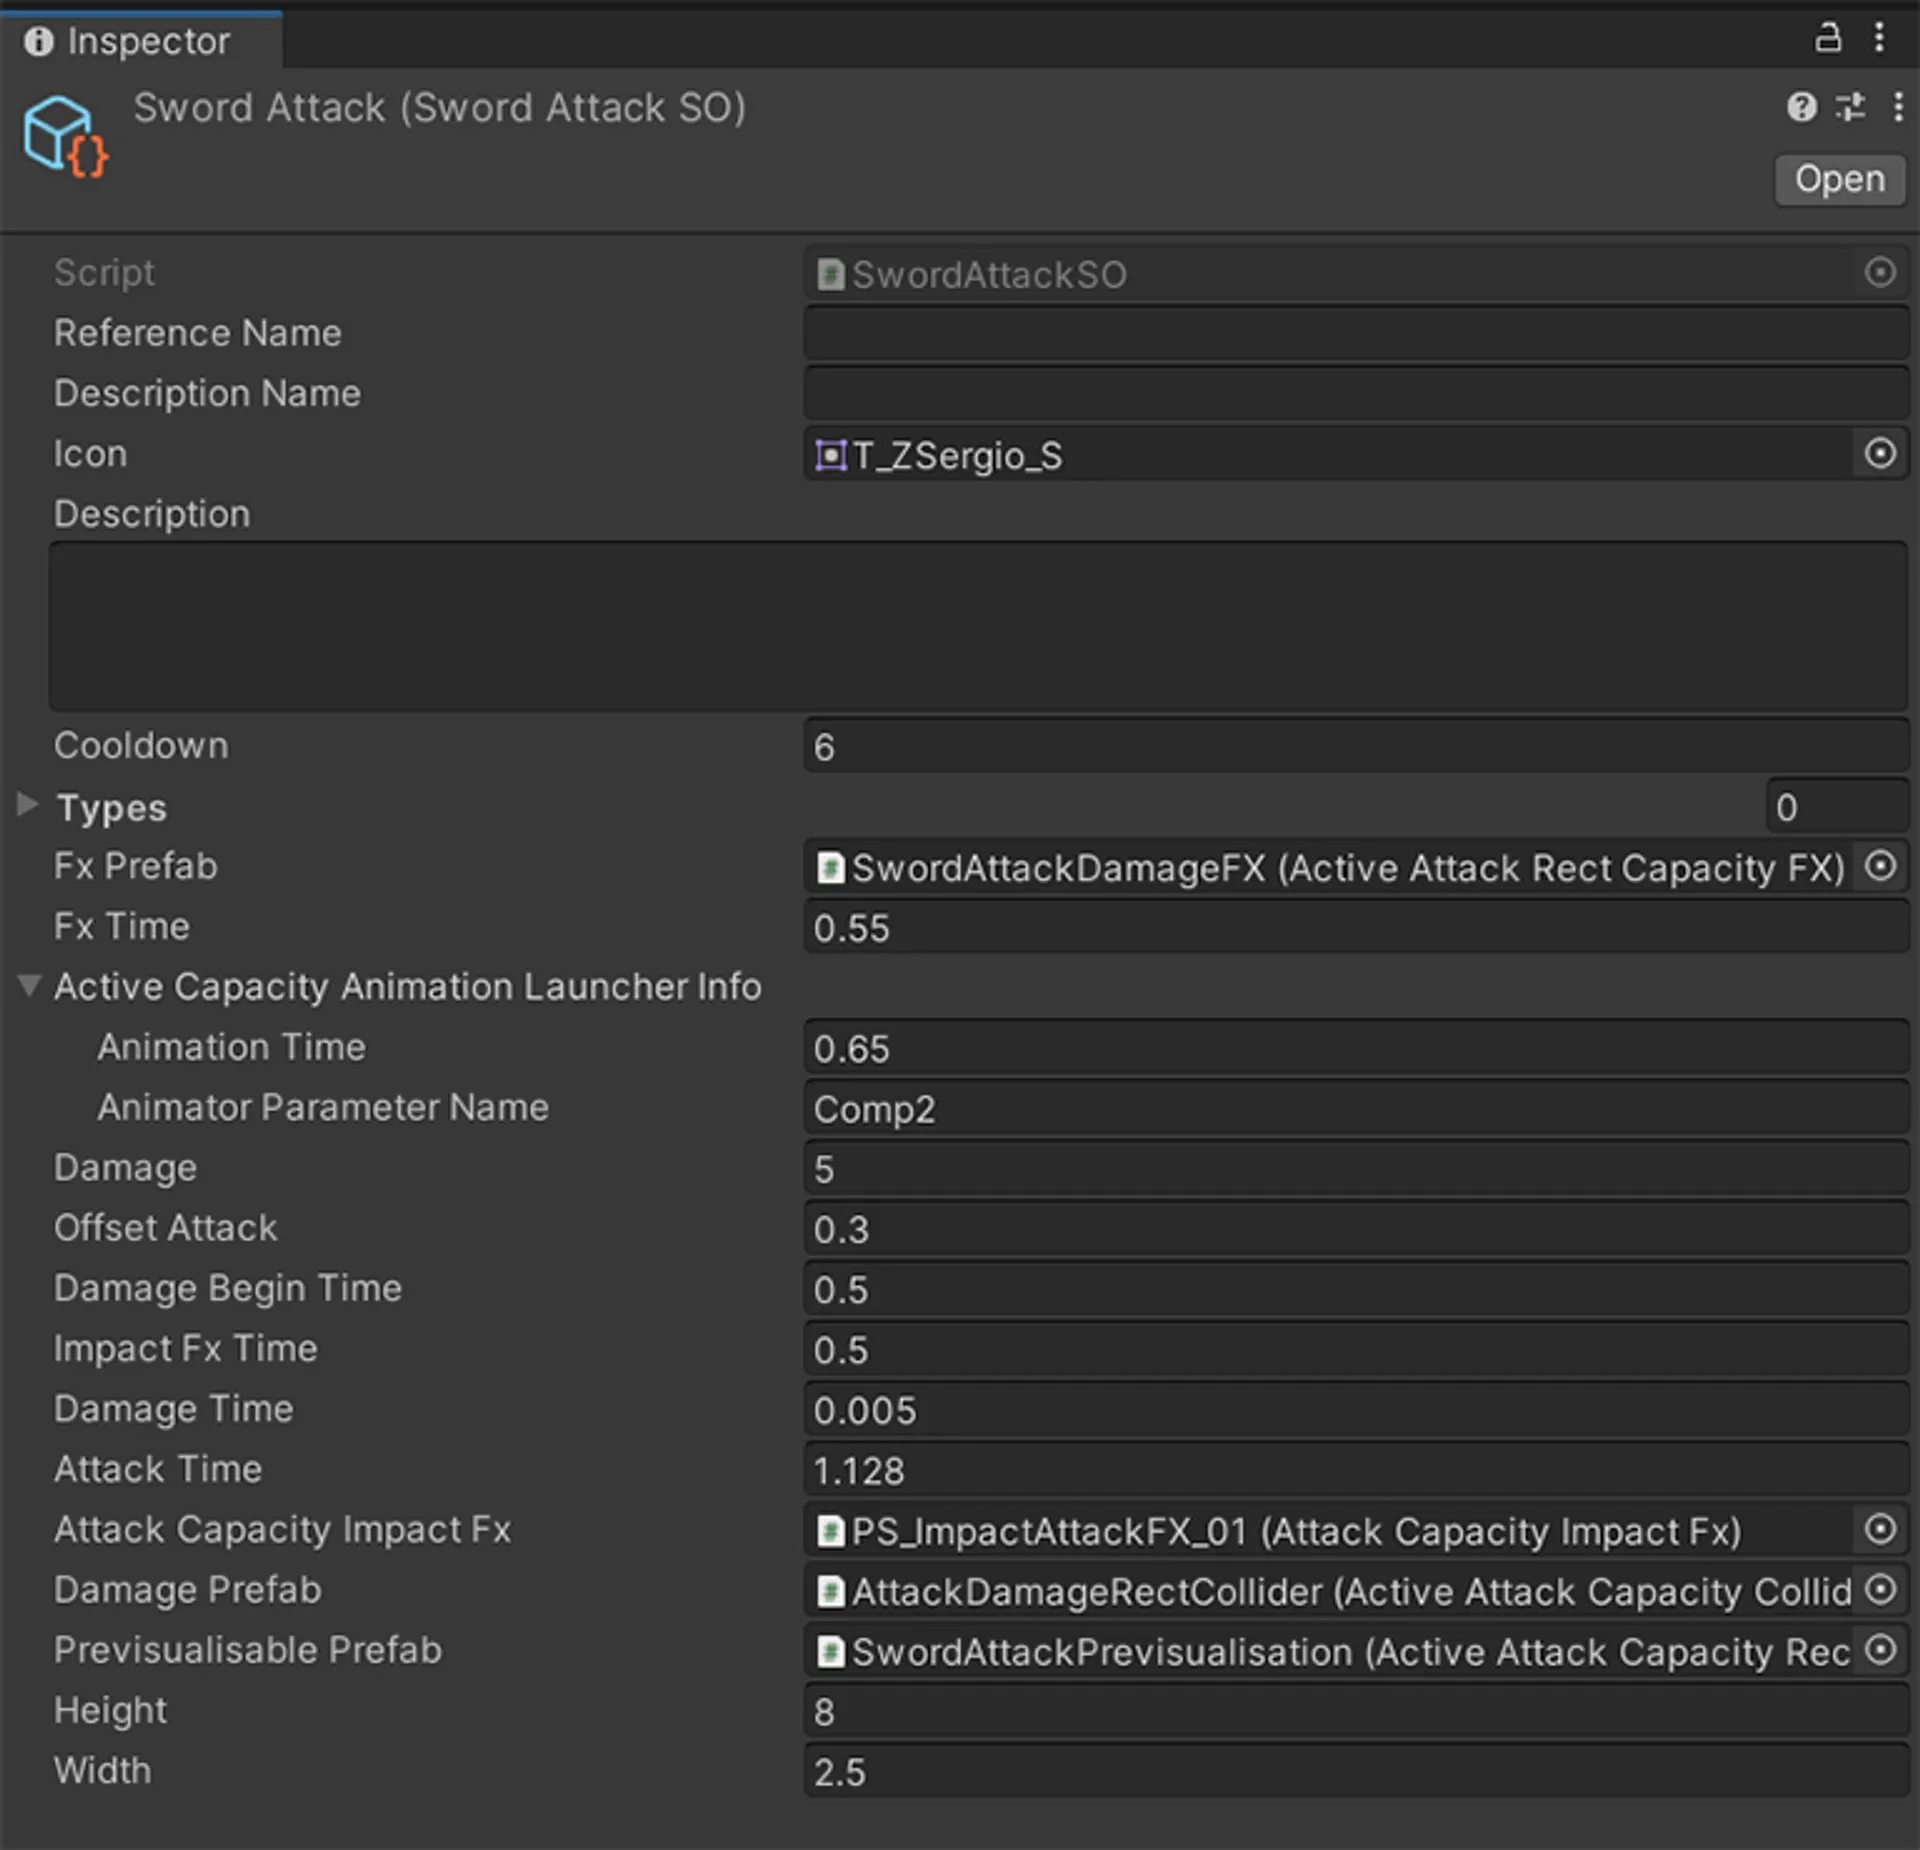 Inspector
Sword Attack (Sword Attack SO)
Open
Script SwordAttackSO
Reference Name
Description Name
Icon T_ZSergio_S
Description
Cooldown 6
Types 0
Fx Prefab SwordAttackDamageFX (Active Attack Rect Capacity FX)
Fx Time 0.55
Active Capacity Animation Launcher Info
Animation Time 0.65
Animator Parameter Name Comp2
Damage 5
Offset Attack 0.3
Damage Begin Time 0.5
Impact Fx Time 0.5
Damage Time 0.005
Attack Time 1.128
Attack Capacity Impact Fx PS_ImpactAttackFX_01 (Attack Capacity Impact Fx)
Damage Prefab AttackDamageRectCollider (Active Attack Capacity Collid
Previsualisable Prefab SwordAttackPrevisualisation (Active Attack Capacity Rec
Height 8
Width 2.5